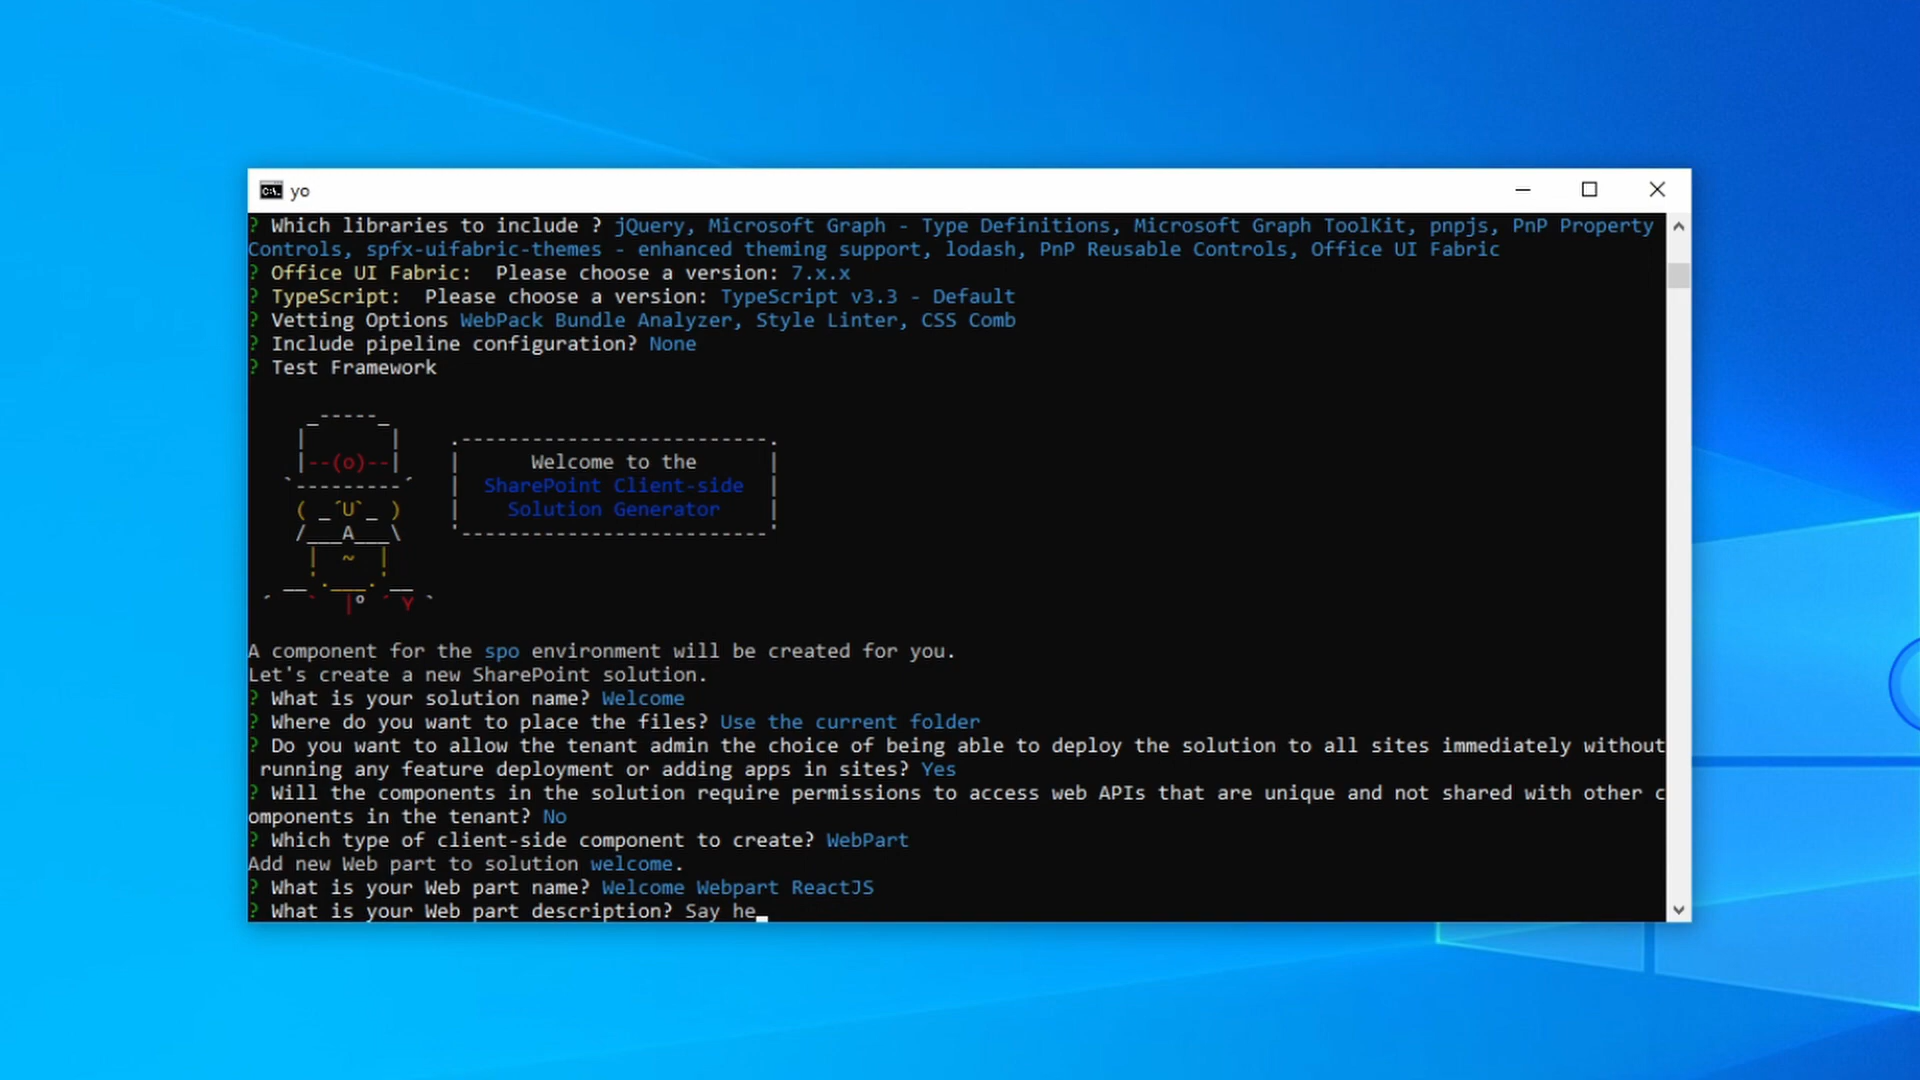 yo
? Which libraries to include ? jQuery, Microsoft Graph - Type Definitions, Microsoft Graph ToolKit, pnpjs, PnP Property
Controls, spfx-uifabric-themes - enhanced theming support, lodash, PnP Reusable Controls, Office UI Fabric
? Office UI Fabric:  Please choose a version: 7.x.x
? TypeScript:  Please choose a version: TypeScript v3.3 - Default
? Vetting Options WebPack Bundle Analyzer, Style Linter, CSS Comb
? Include pipeline configuration? None
? Test Framework
Welcome to the
SharePoint Client-side
Solution Generator
A component for the spo environment will be created for you.
Let's create a new SharePoint solution.
? What is your solution name? Welcome
? Where do you want to place the files? Use the current folder
? Do you want to allow the tenant admin the choice of being able to deploy the solution to all sites immediately without
running any feature deployment or adding apps in sites? Yes
? Will the components in the solution require permissions to access web APIs that are unique and not shared with other c
omponents in the tenant? No
? Which type of client-side component to create? WebPart
Add new Web part to solution welcome.
? What is your Web part name? Welcome Webpart ReactJS
? What is your Web part description? Say he